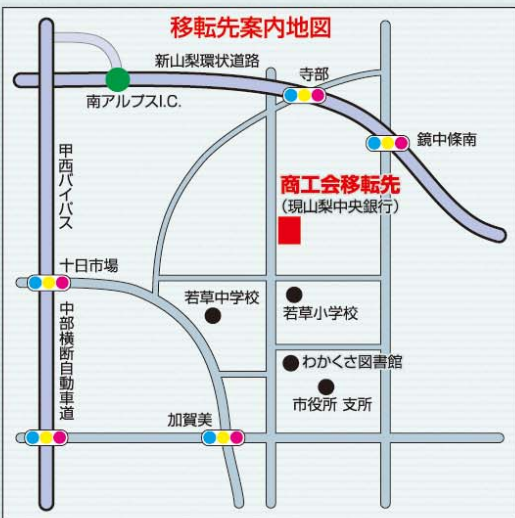 移転先案内地図
新山梨環状道路
寺部
南アルプスI.C.
鏡中條南
甲西バイパス
商工会移転先
(現山梨中央銀行)
十日市場
若草中学校
若草小学校
中部横断自動車道
わかくさ図書館
市役所 支所
加賀美